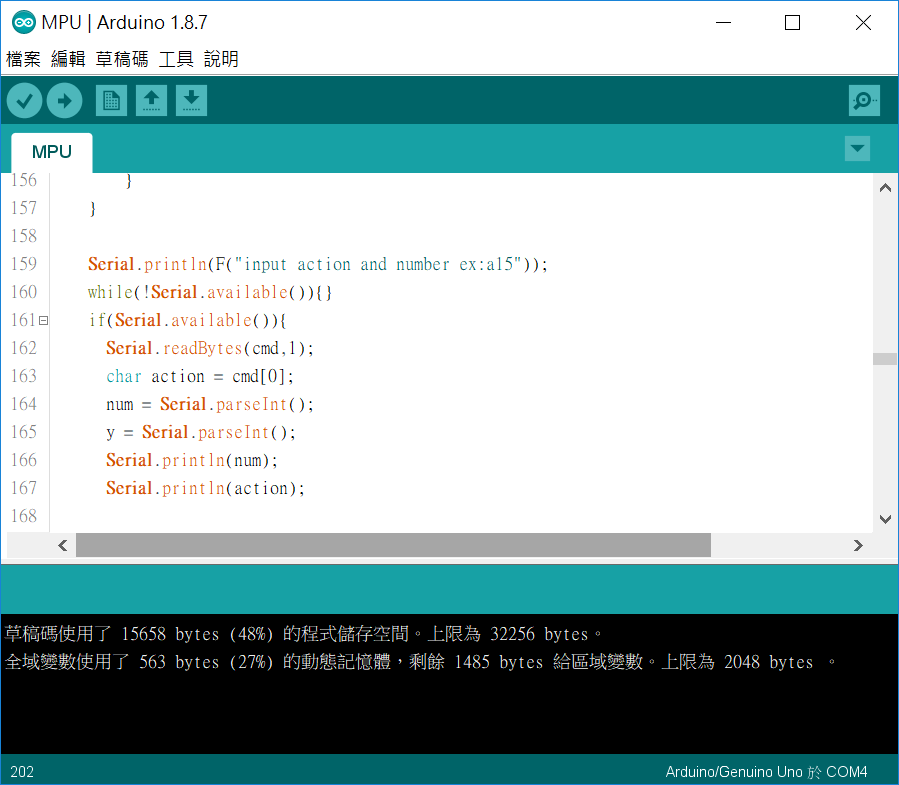 MPU | Arduino 1.8.7
檔案 編輯 草稿碼 工具 說明
MPU
156 }
157 }
158
159 Serial.println(F("input action and number ex:a15"));
160 while(!Serial.available()){}
161 if(Serial.available()){
162 Serial.readBytes(cmd,1);
163 char action = cmd[0];
164 num = Serial.parseInt();
165 y = Serial.parseInt();
166 Serial.println(num);
167 Serial.println(action);
168
草稿碼使用了 15658 bytes (48%) 的程式儲存空間。上限為 32256 bytes。
全域變數使用了 563 bytes (27%) 的動態記憶體，剩餘 1485 bytes 給區域變數。上限為 2048 bytes 。
202 Arduino/Genuino Uno 於 COM4